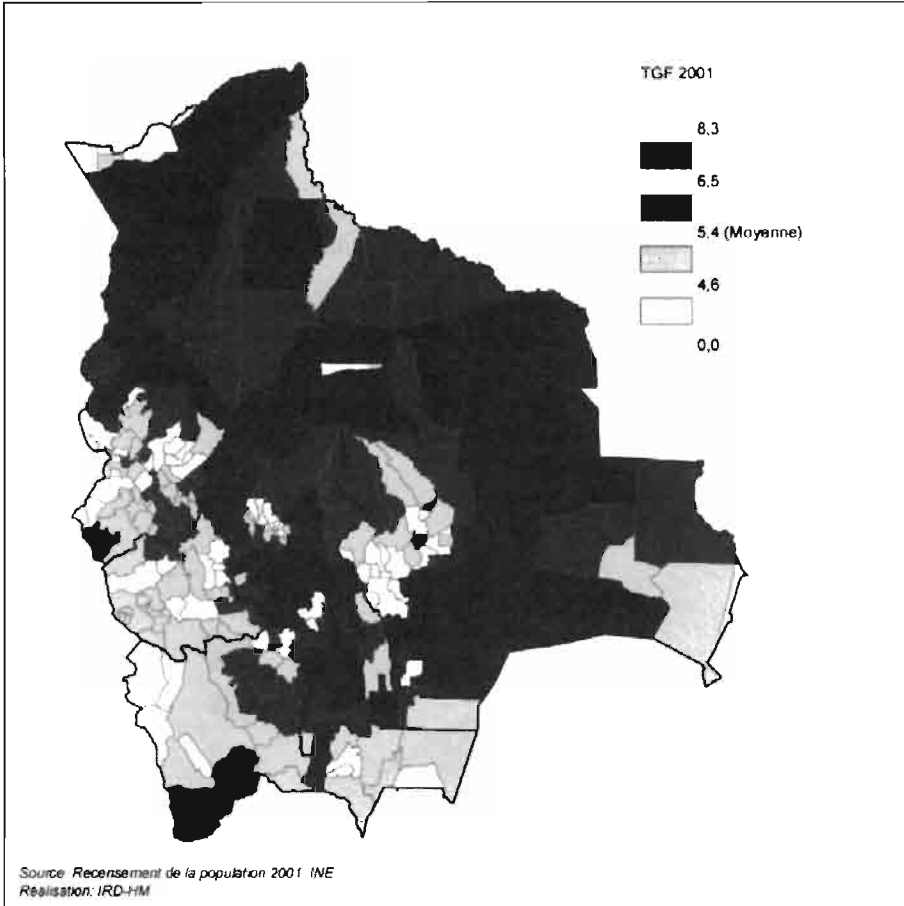 TGF 2001
8.3
6.5
5.4 (Moyenne)
4,6
0,0
Source: Recensement de la population 2001 INE
Réalisation: IRD-HM